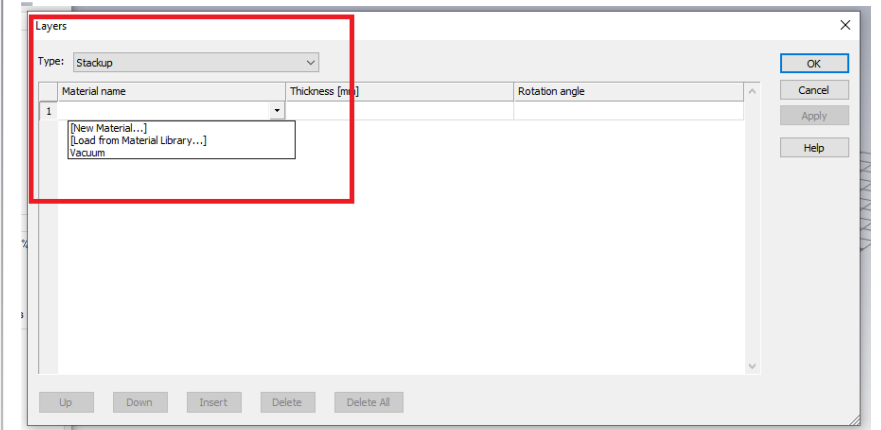 Layers
Type: Stackup
OK
Material name Thickness [mm] Rotation angle
Cancel
1
Apply
[New Material...]
[Load from Material Library...]
Vacuum
Help
%
Up Down Insert Delete Delete All